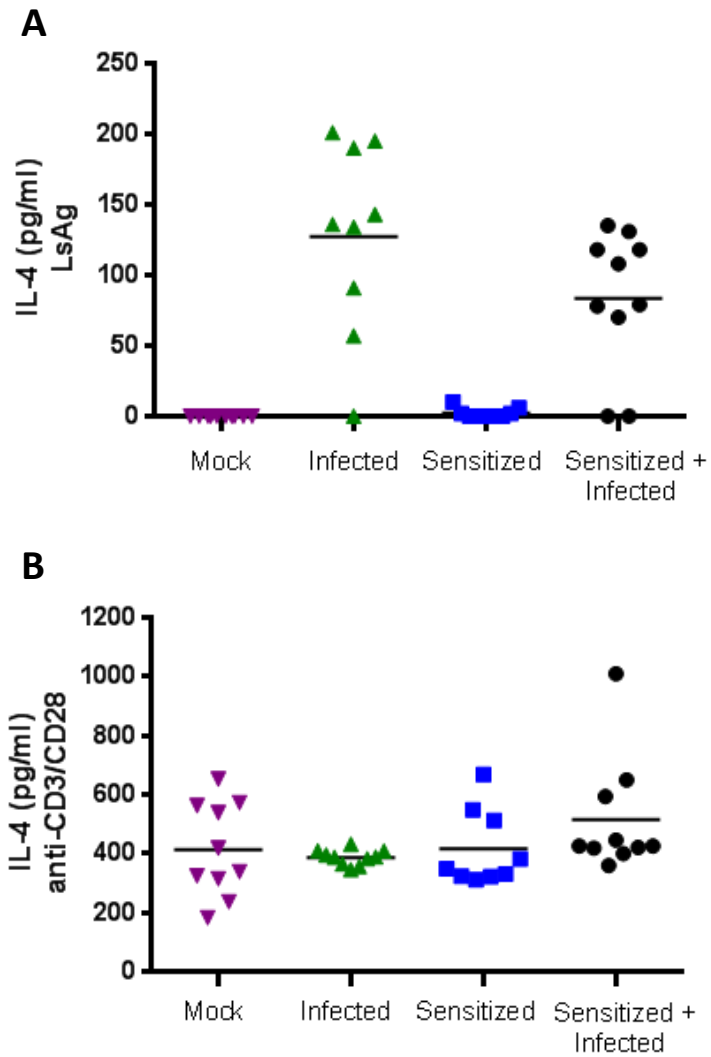 A
250
200
150
100
50
0
IL-4 (pg/ml)
LsAg
Mock Infected Sensitized Sensitized +
Infected
B
1200
1000
800
600
400
200
0
IL-4 (pg/ml)
anti-CD3/CD28
Mock Infected Sensitized Sensitized +
Infected